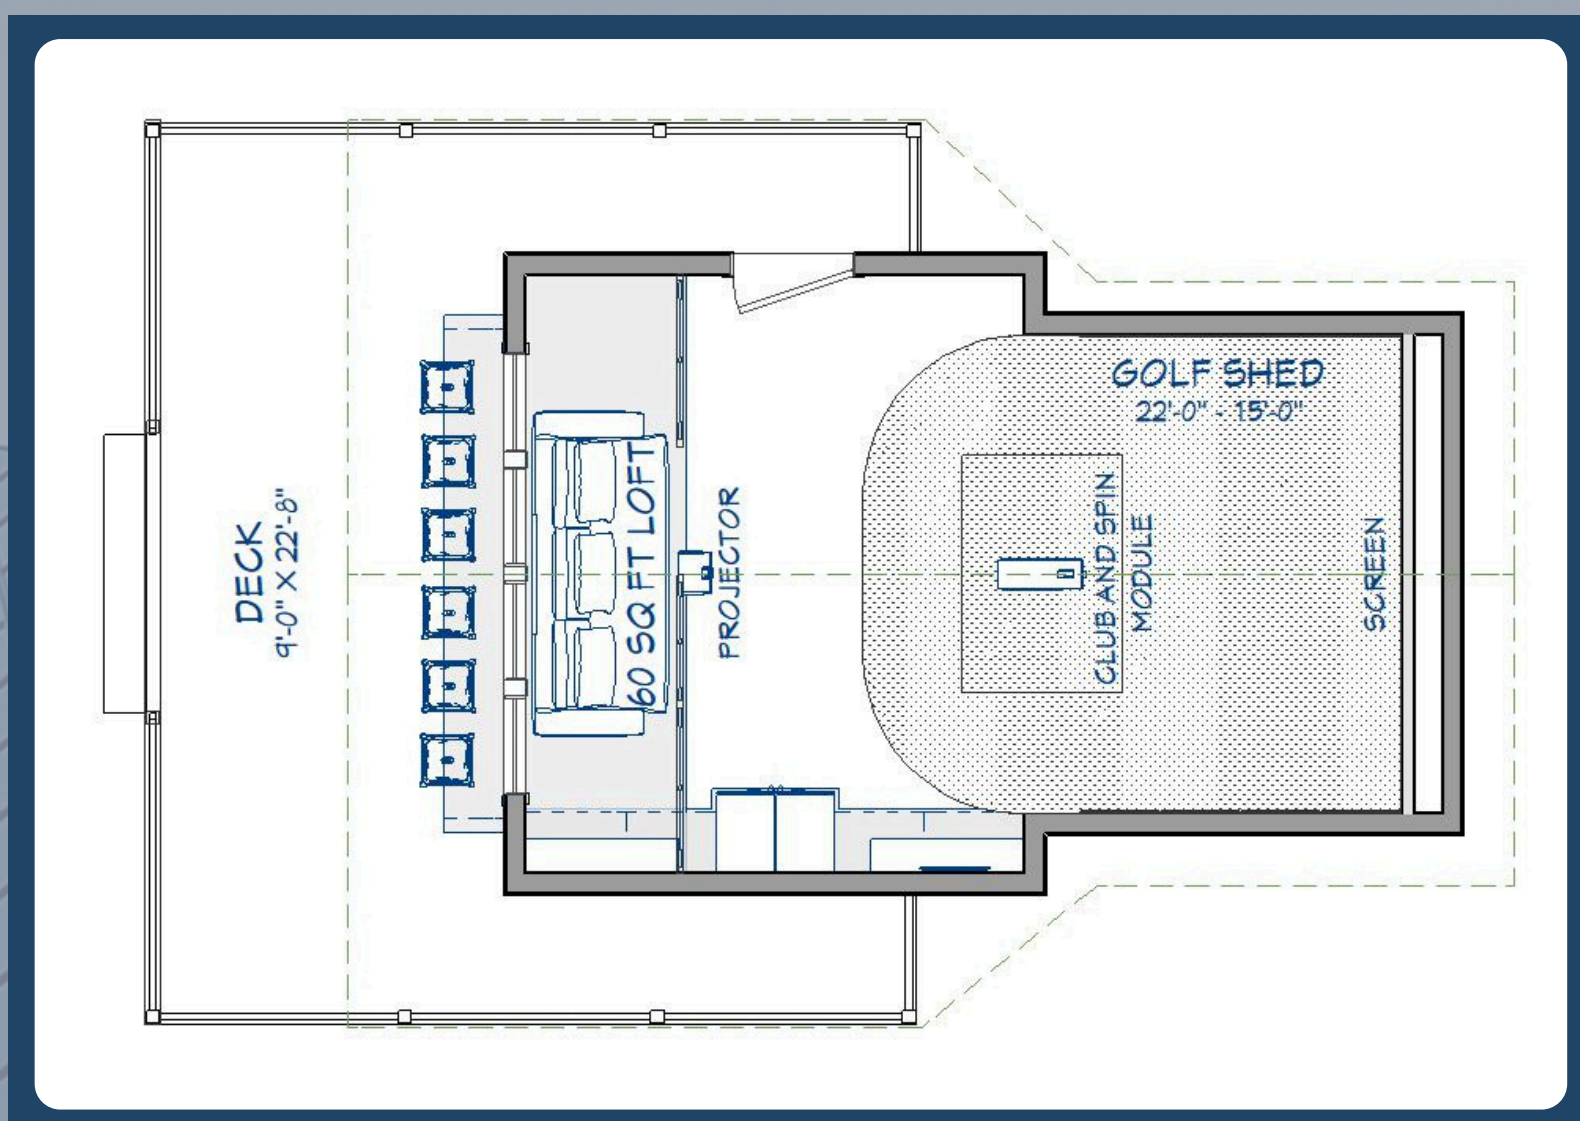 DECK
9'-0" X 22'-8"
60 SQ FT LOFT
PROJECTOR
GOLF SHED
22'-0" - 15'-0"
CLUB AND SPIN
MODULE
SCREEN